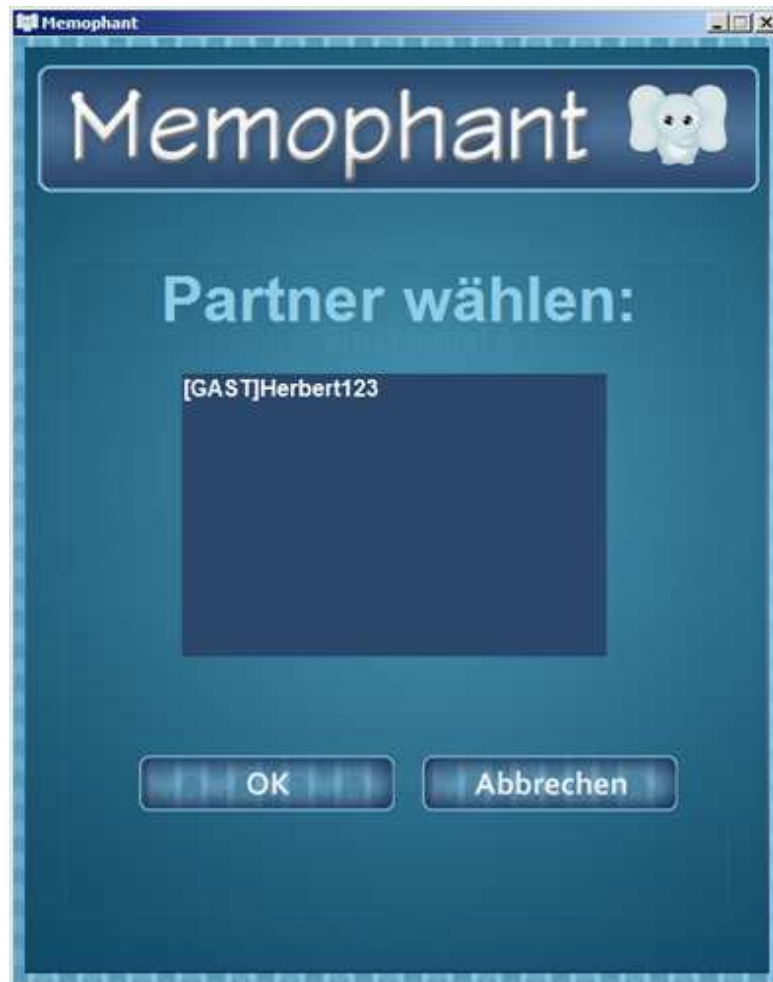 Memophant
Memophant
Partner wählen:
[GAST]Herbert123
OK
Abbrechen